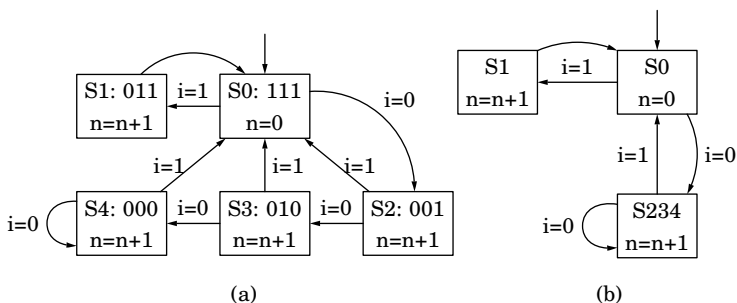 S1: 011
n=n+1
i=1
S0: 111
n=0
i=0
i=1
i=1
i=1
S4: 000
n=n+1
i=0
i=0
S3: 010
n=n+1
i=0
S2: 001
n=n+1
(a)
S1
n=n+1
i=1
S0
n=0
i=1
i=0
S234
n=n+1
i=0
(b)